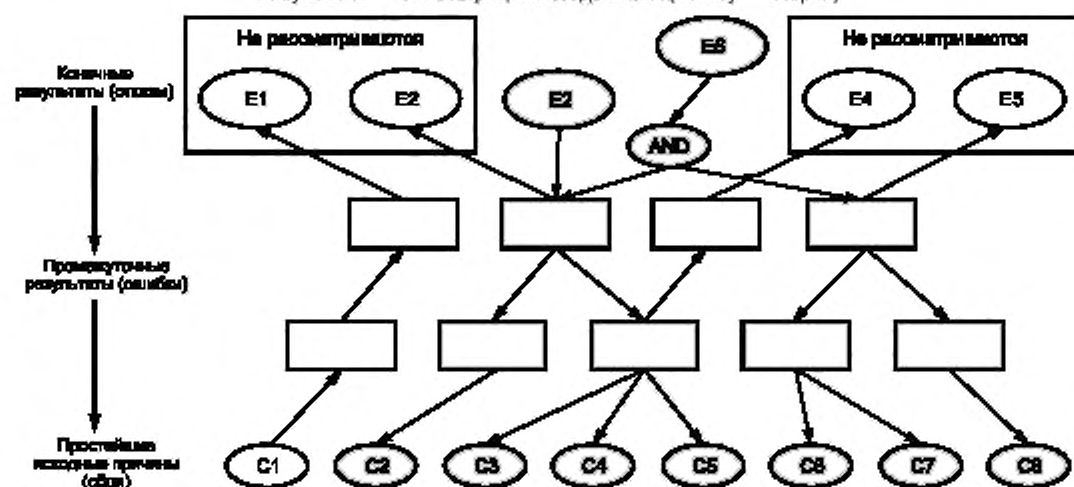 Не рассматриваются
E6
Не рассматриваются
Конечные
результаты (отказы)
E1
E2
E2
E4
E5
AND
Промежуточные
результаты (ошибки)
Простейшие
исходные причины
(сбои)
C1
C2
C3
C4
C5
C6
C7
C8